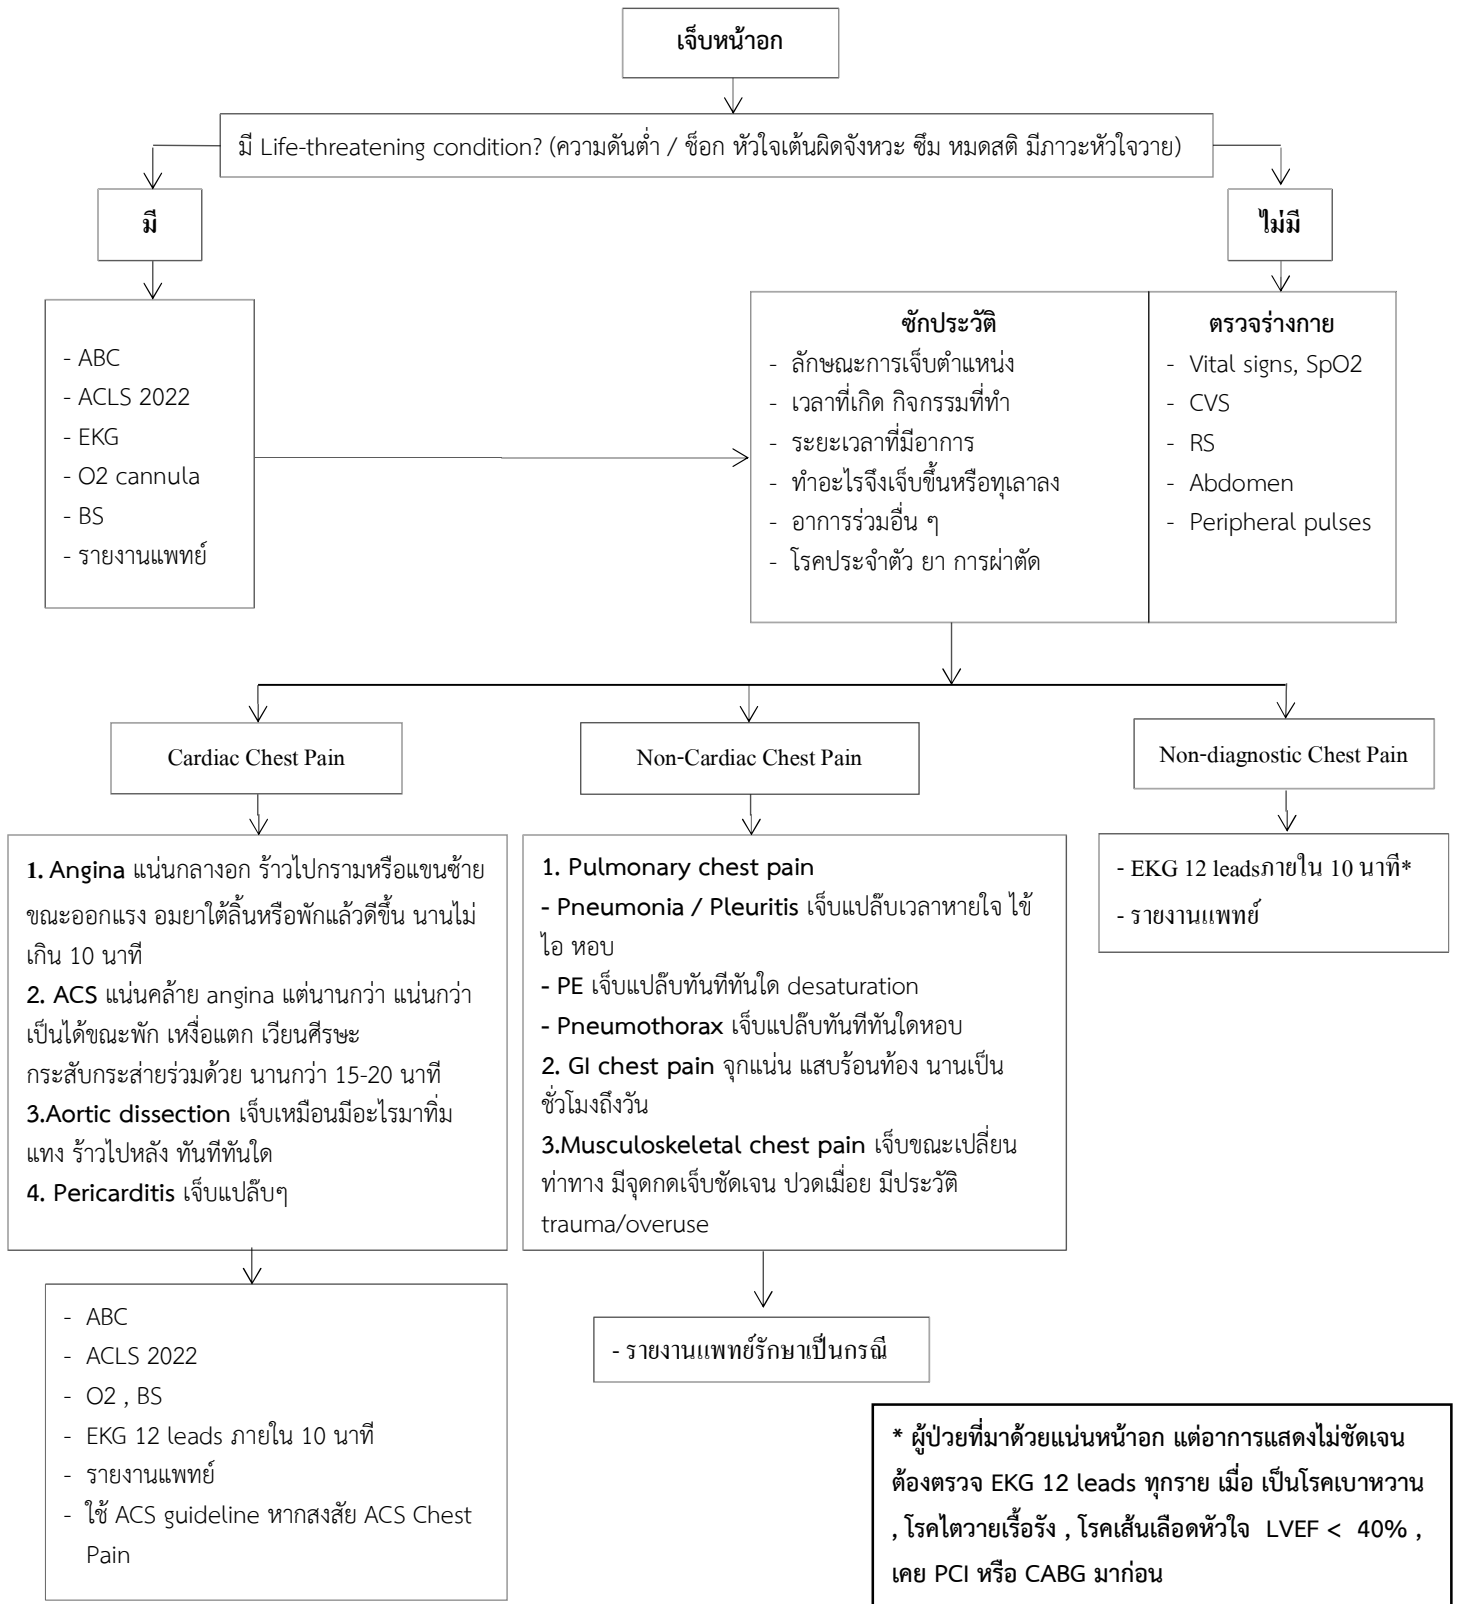 เจ็บหน้าอก
มี Life-threatening condition? (ความดันต่ำ / ช็อก หัวใจเต้นผิดจังหวะ ซึม หมดสติ มีภาวะหัวใจวาย)
มี
ไม่มี
- ABC
- ACLS 2022
- EKG
- O2 cannula
- BS
- รายงานแพทย์
ซักประวัติ
- ลักษณะการเจ็บตำแหน่ง
- เวลาที่เกิด กิจกรรมที่ทำ
- ระยะเวลาที่มีอาการ
- ทำอะไรจึงเจ็บขึ้นหรือทุเลาลง
- อาการร่วมอื่น ๆ
- โรคประจำตัว ยา การผ่าตัด
ตรวจร่างกาย
- Vital signs, SpO2
- CVS
- RS
- Abdomen
- Peripheral pulses
Cardiac Chest Pain
Non-Cardiac Chest Pain
Non-diagnostic Chest Pain
1. Angina แน่นกลางอก ร้าวไปกรามหรือแขนซ้าย
ขณะออกแรง อมยาใต้ลิ้นหรือพักแล้วดีขึ้น นานไม่
เกิน 10 นาที
2. ACS แน่นคล้าย angina แต่นานกว่า แน่นกว่า
เป็นได้ขณะพัก เหงื่อแตก เวียนศีรษะ
กระสับกระส่ายร่วมด้วย นานกว่า 15-20 นาที
3.Aortic dissection เจ็บเหมือนมีอะไรมาทิ่ม
แทง ร้าวไปหลัง ทันทีทันใด
4. Pericarditis เจ็บแปล๊บๆ
1. Pulmonary chest pain
- Pneumonia / Pleuritis เจ็บแปล๊บเวลาหายใจ ไข้
ไอ หอบ
- PE เจ็บแปล๊บทันทีทันใด desaturation
- Pneumothorax เจ็บแปล๊บทันทีทันใดหอบ
2. GI chest pain จุกแน่น แสบร้อนท้อง นานเป็น
ชั่วโมงถึงวัน
3.Musculoskeletal chest pain เจ็บขณะเปลี่ยน
ท่าทาง มีจุดกดเจ็บชัดเจน ปวดเมื่อย มีประวัติ
trauma/overuse
- EKG 12 leadsภายใน 10 นาที*
- รายงานแพทย์
- ABC
- ACLS 2022
- O2 , BS
- EKG 12 leads ภายใน 10 นาที
- รายงานแพทย์
- ใช้ ACS guideline หากสงสัย ACS Chest
Pain
- รายงานแพทย์รักษาเป็นกรณี
* ผู้ป่วยที่มาด้วยแน่นหน้าอก แต่อาการแสดงไม่ชัดเจน
ต้องตรวจ EKG 12 leads ทุกราย เมื่อ เป็นโรคเบาหวาน
, โรคไตวายเรื้อรัง , โรคเส้นเลือดหัวใจ LVEF < 40% ,
เคย PCI หรือ CABG มาก่อน